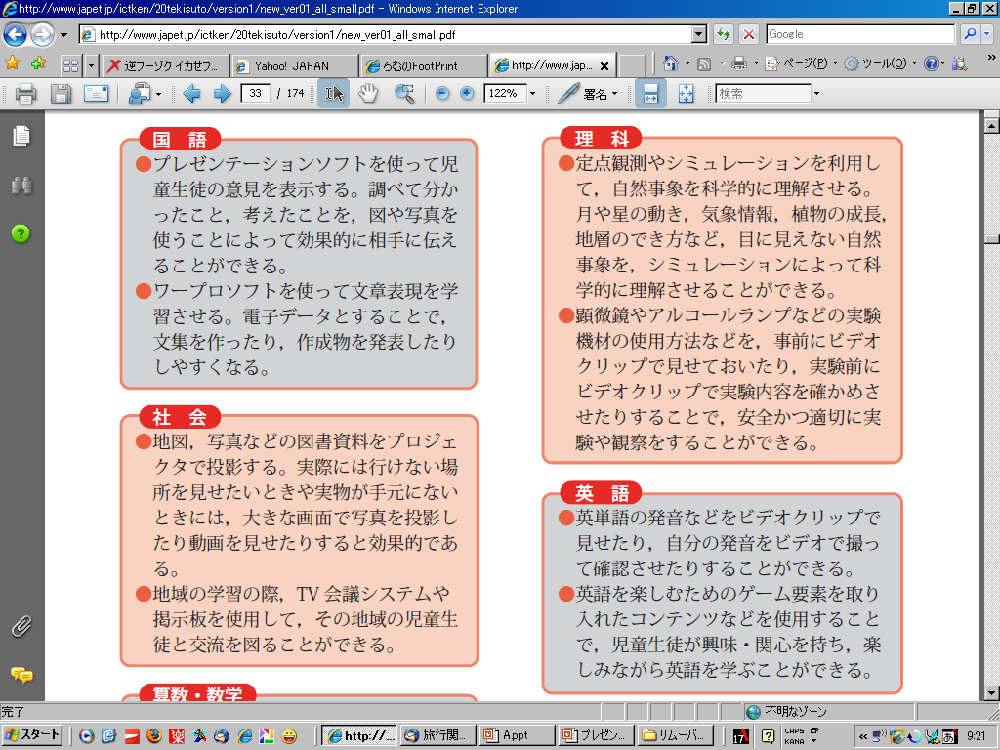 http://www.japet.jp/ictken/20tekisuto/version1/new_ver01_all_small.pdf - Windows Internet Explorer
http://www.japet.jp/ictken/20tekisuto/version1/new_ver01_all_small.pdf
Google
逆フーゾク イカせフ...
Yahoo! JAPAN
ろむのFootPrint
http://www.jap...
ページ(P)
ツール(O)
33 / 174
122%
署名
検索
国 語
●プレゼンテーションソフトを使って児
童生徒の意見を表示する。調べて分か
ったこと，考えたことを，図や写真を
使うことによって効果的に相手に伝え
ることができる。
●ワープロソフトを使って文章表現を学
習させる。電子データとすることで，
文集を作ったり，作成物を発表したり
しやすくなる。
社 会
●地図，写真などの図書資料をプロジェ
クタで投影する。実際には行けない場
所を見せたいときや実物が手元にない
ときには，大きな画面で写真を投影し
たり動画を見せたりすると効果的であ
る。
●地域の学習の際，TV 会議システムや
掲示板を使用して，その地域の児童生
徒と交流を図ることができる。
算数・数学
理 科
●定点観測やシミュレーションを利用し
て，自然事象を科学的に理解させる。
月や星の動き，気象情報，植物の成長，
地層のでき方など，目に見えない自然
事象を，シミュレーションによって科
学的に理解させることができる。
●顕微鏡やアルコールランプなどの実験
機材の使用方法などを，事前にビデオ
クリップで見せておいたり，実験前に
ビデオクリップで実験内容を確かめさ
せたりすることで，安全かつ適切に実
験や観察をすることができる。
英 語
●英単語の発音などをビデオクリップで
見せたり，自分の発音をビデオで撮っ
て確認させたりすることができる。
●英語を楽しむためのゲーム要素を取り
入れたコンテンツなどを使用すること
で，児童生徒が興味・関心を持ち，楽
しみながら英語を学ぶことができる。
完了
不明なゾーン
スタート
http://...
旅行関...
Appt
プレゼン...
リムーバ...
17
CAPS
KANA
9:21